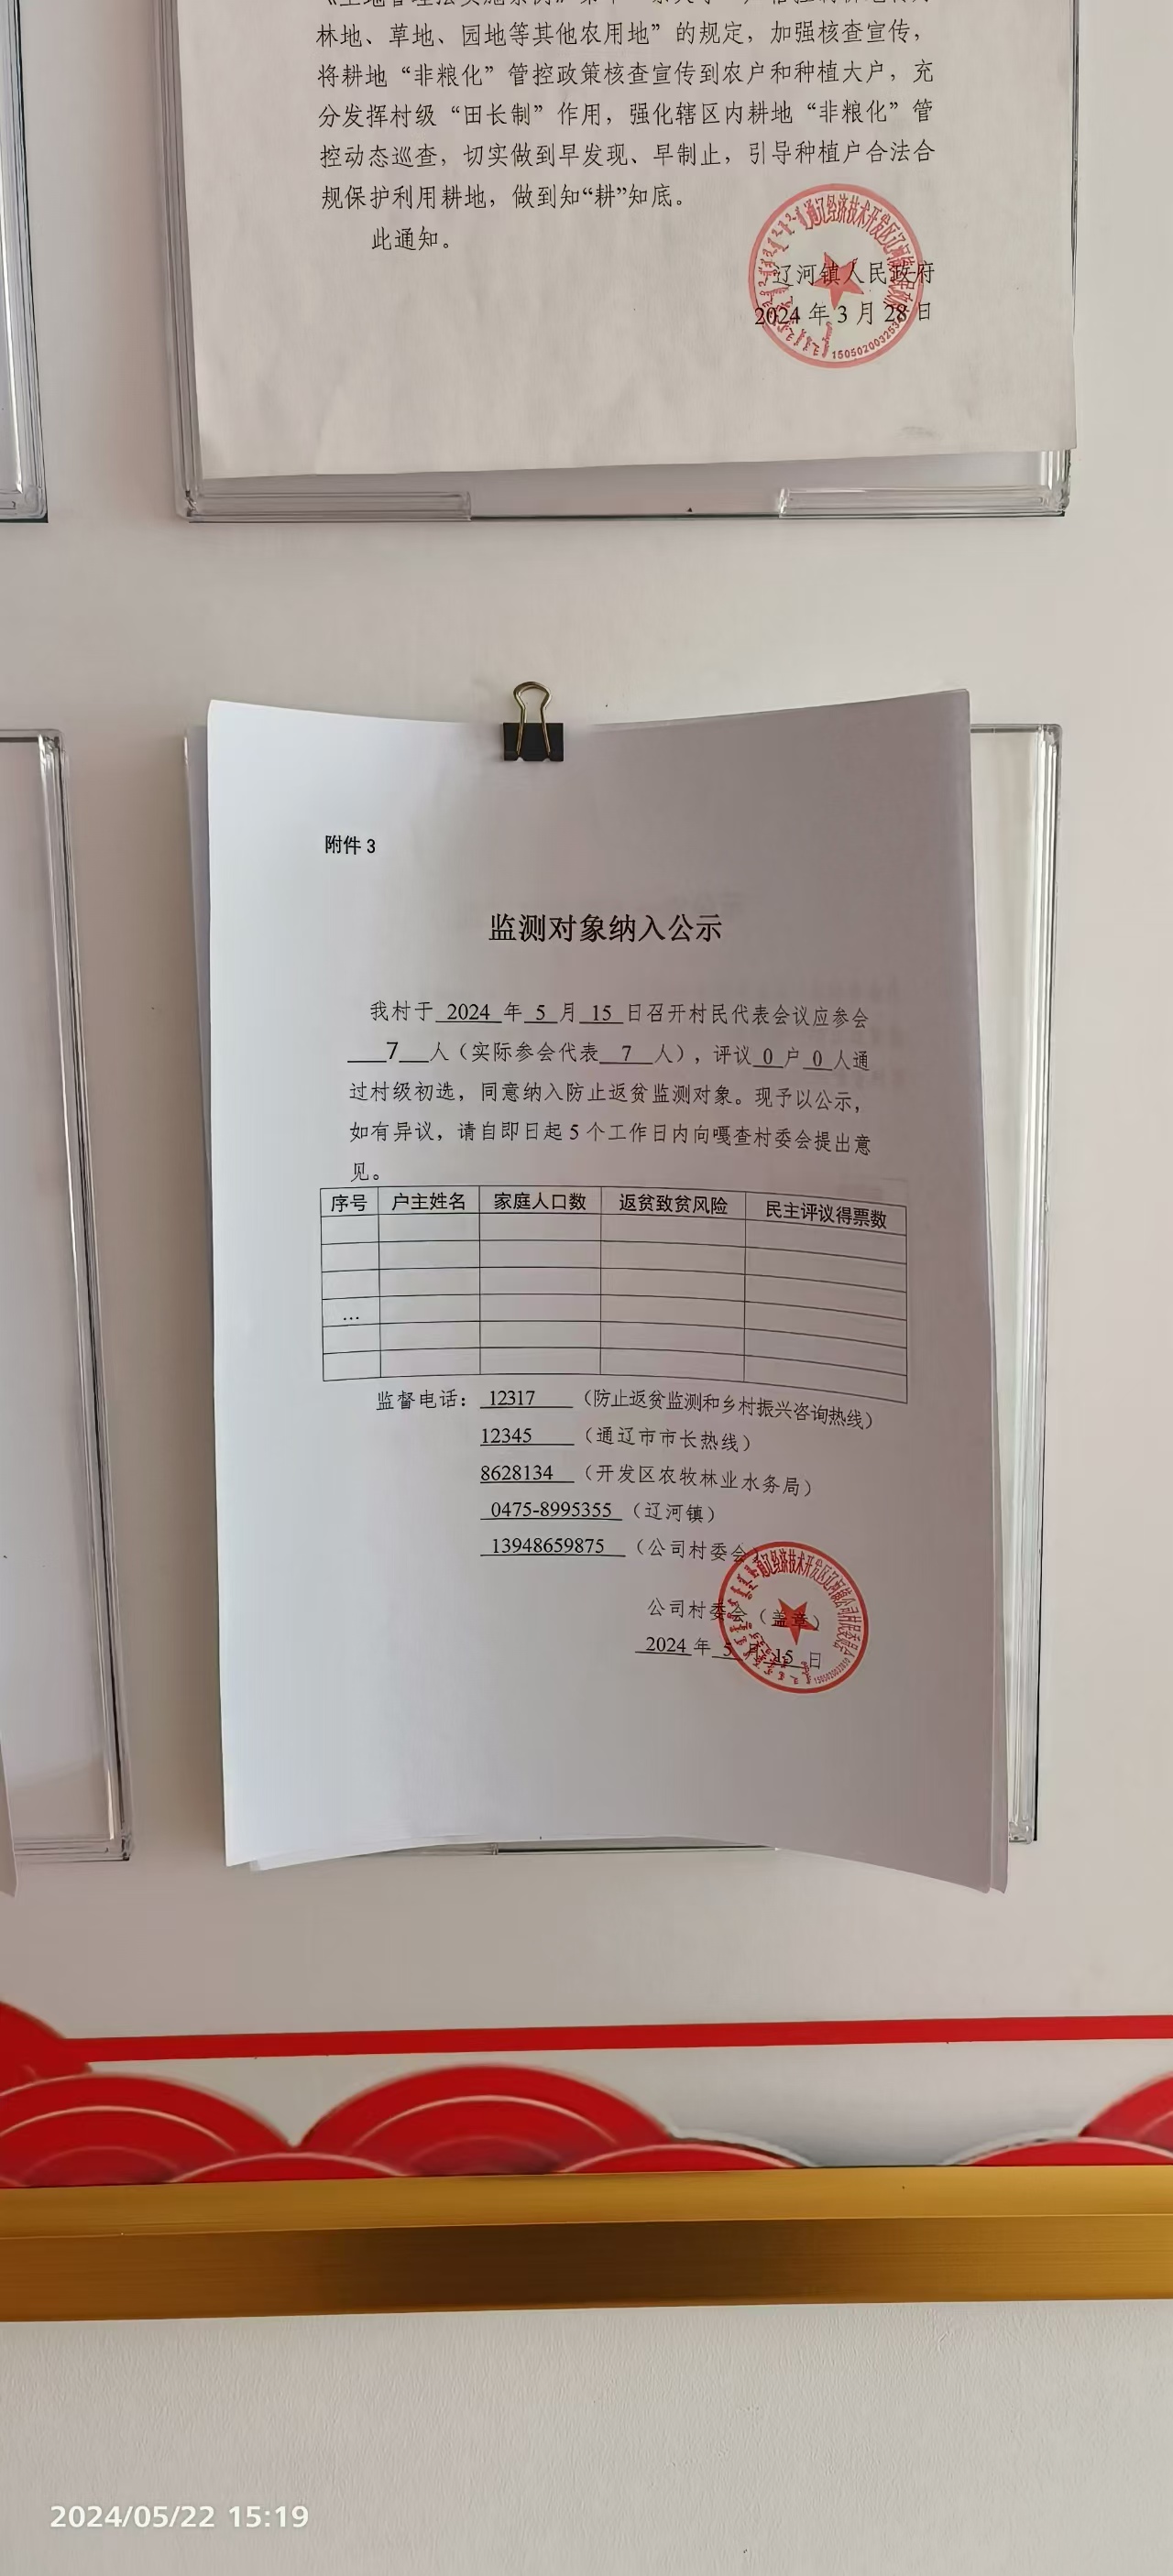 林地、草地、园地等其他农用地”的规定，加强核查宣传，
将耕地“非粮化”管控政策核查宣传到农户和种植大户，充
分发挥村级“田长制”作用，强化辖区内耕地“非粮化”管
控动态巡查，切实做到早发现、早制止，引导种植户合法合
规保护利用耕地，做到知“耕”知底。
此通知。
辽河镇人民政府
2024年3月28日
附件 3
监测对象纳入公示
我村于 2024 年 5 月 15 日召开村民代表会议应参会
7 人（实际参会代表 7 人），评议 0 户 0 人通
过村级初选，同意纳入防止返贫监测对象。现予以公示，
如有异议，请自即日起 5 个工作日内向嘎查村委会提出意
见。
序号 户主姓名 家庭人口数 返贫致贫风险 民主评议得票数
…
监督电话： 12317 （防止返贫监测和乡村振兴咨询热线）
12345 （通辽市市长热线）
8628134 （开发区农牧林业水务局）
0475-8995355 （辽河镇）
13948659875 （公司村委会）
公司村委会（盖章）
2024 年 5 月 15 日
2024/05/22 15:19